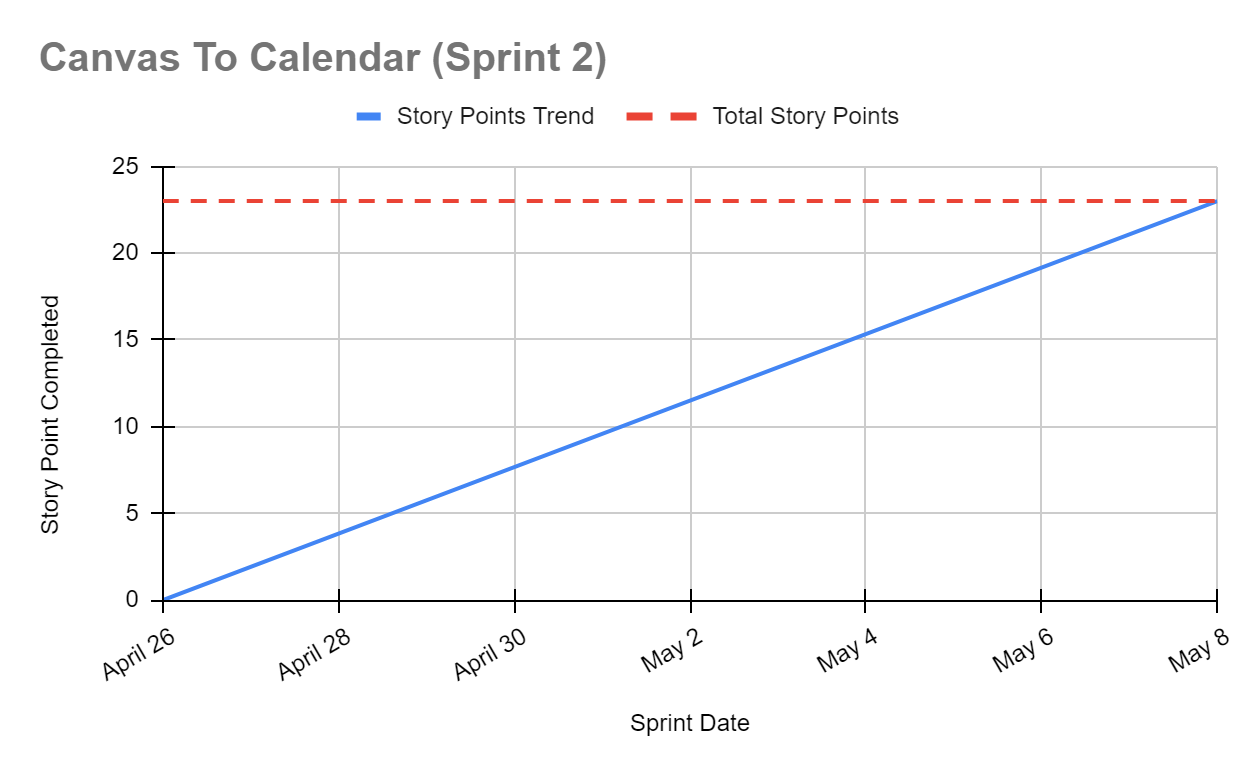 Canvas To Calendar (Sprint 2)
Story Points Trend Total Story Points
25
20
15
10
5
0
Story Point Completed
April 26 April 28 April 30 May 2 May 4 May 6 May 8
Sprint Date